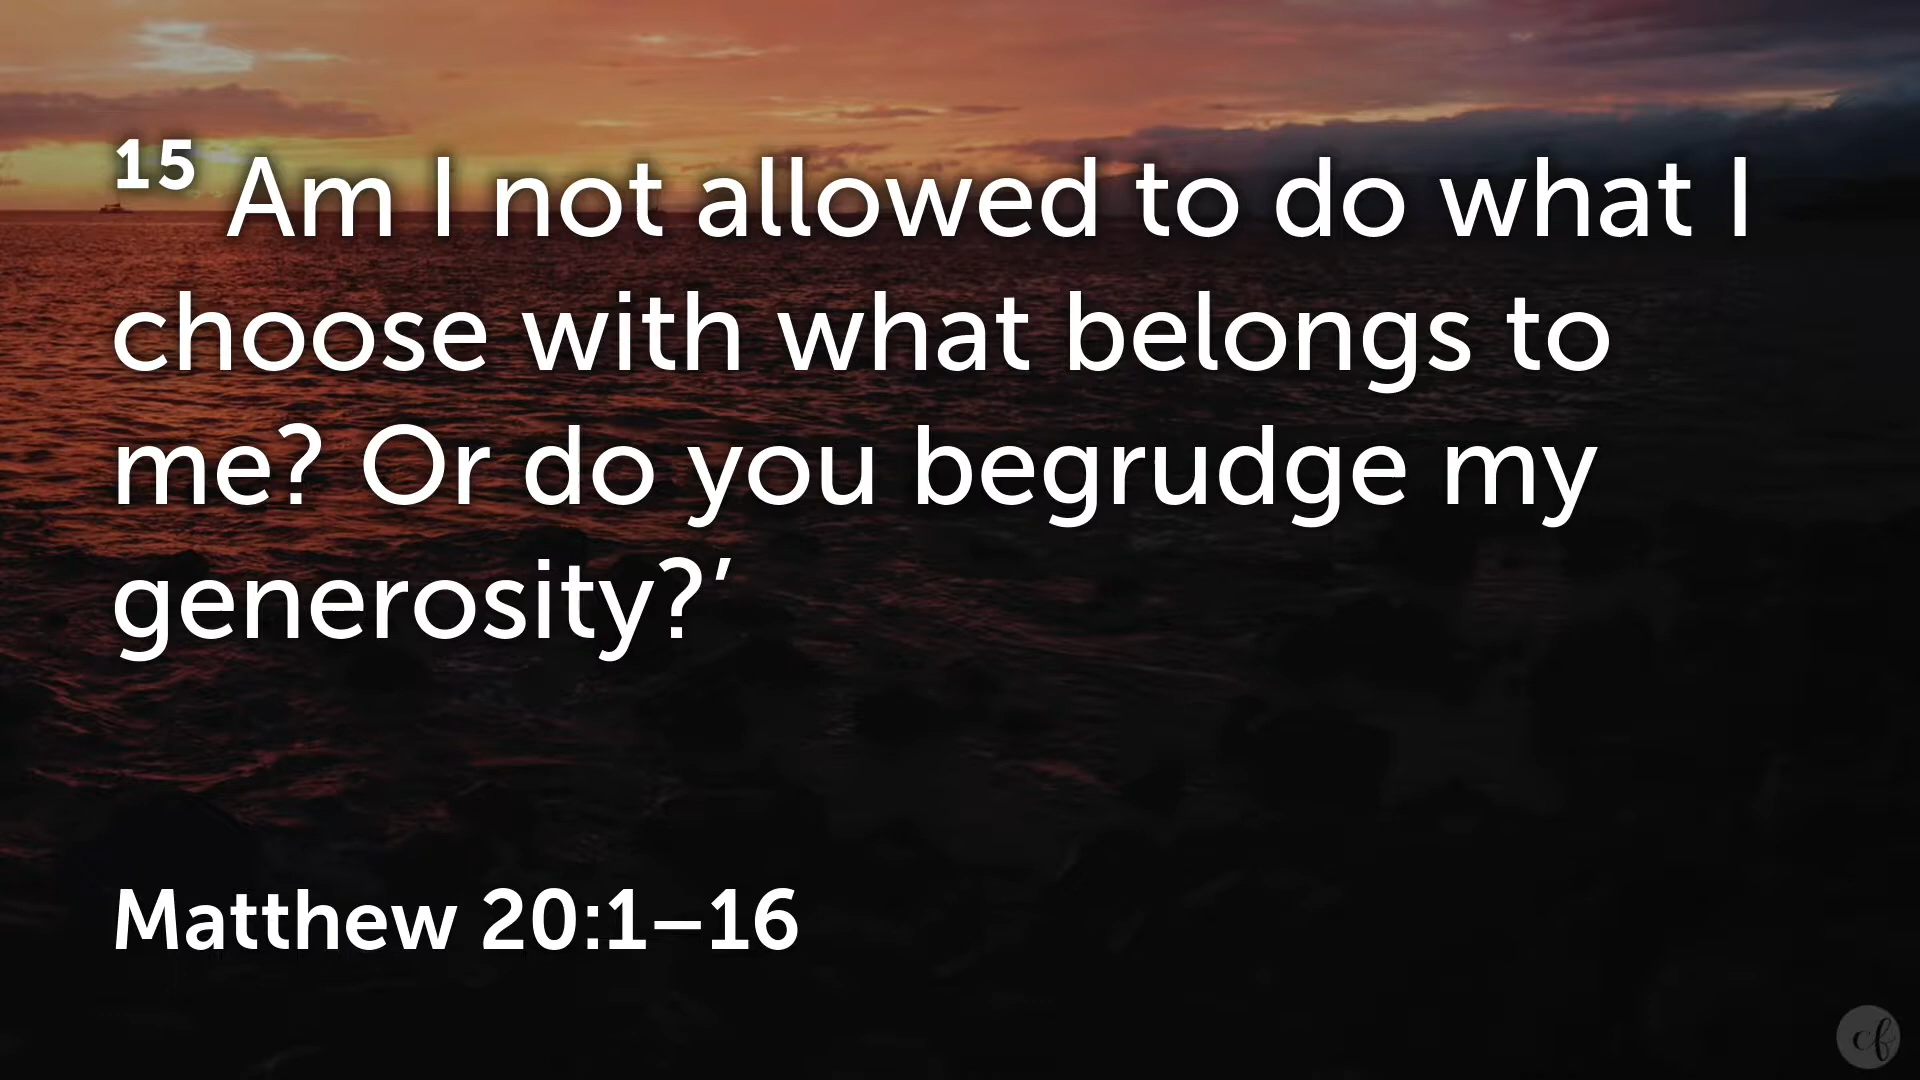 15 Am I not allowed to do what I
choose with what belongs to
me? Or do you begrudge my
generosity?’
Matthew 20:1–16
cf